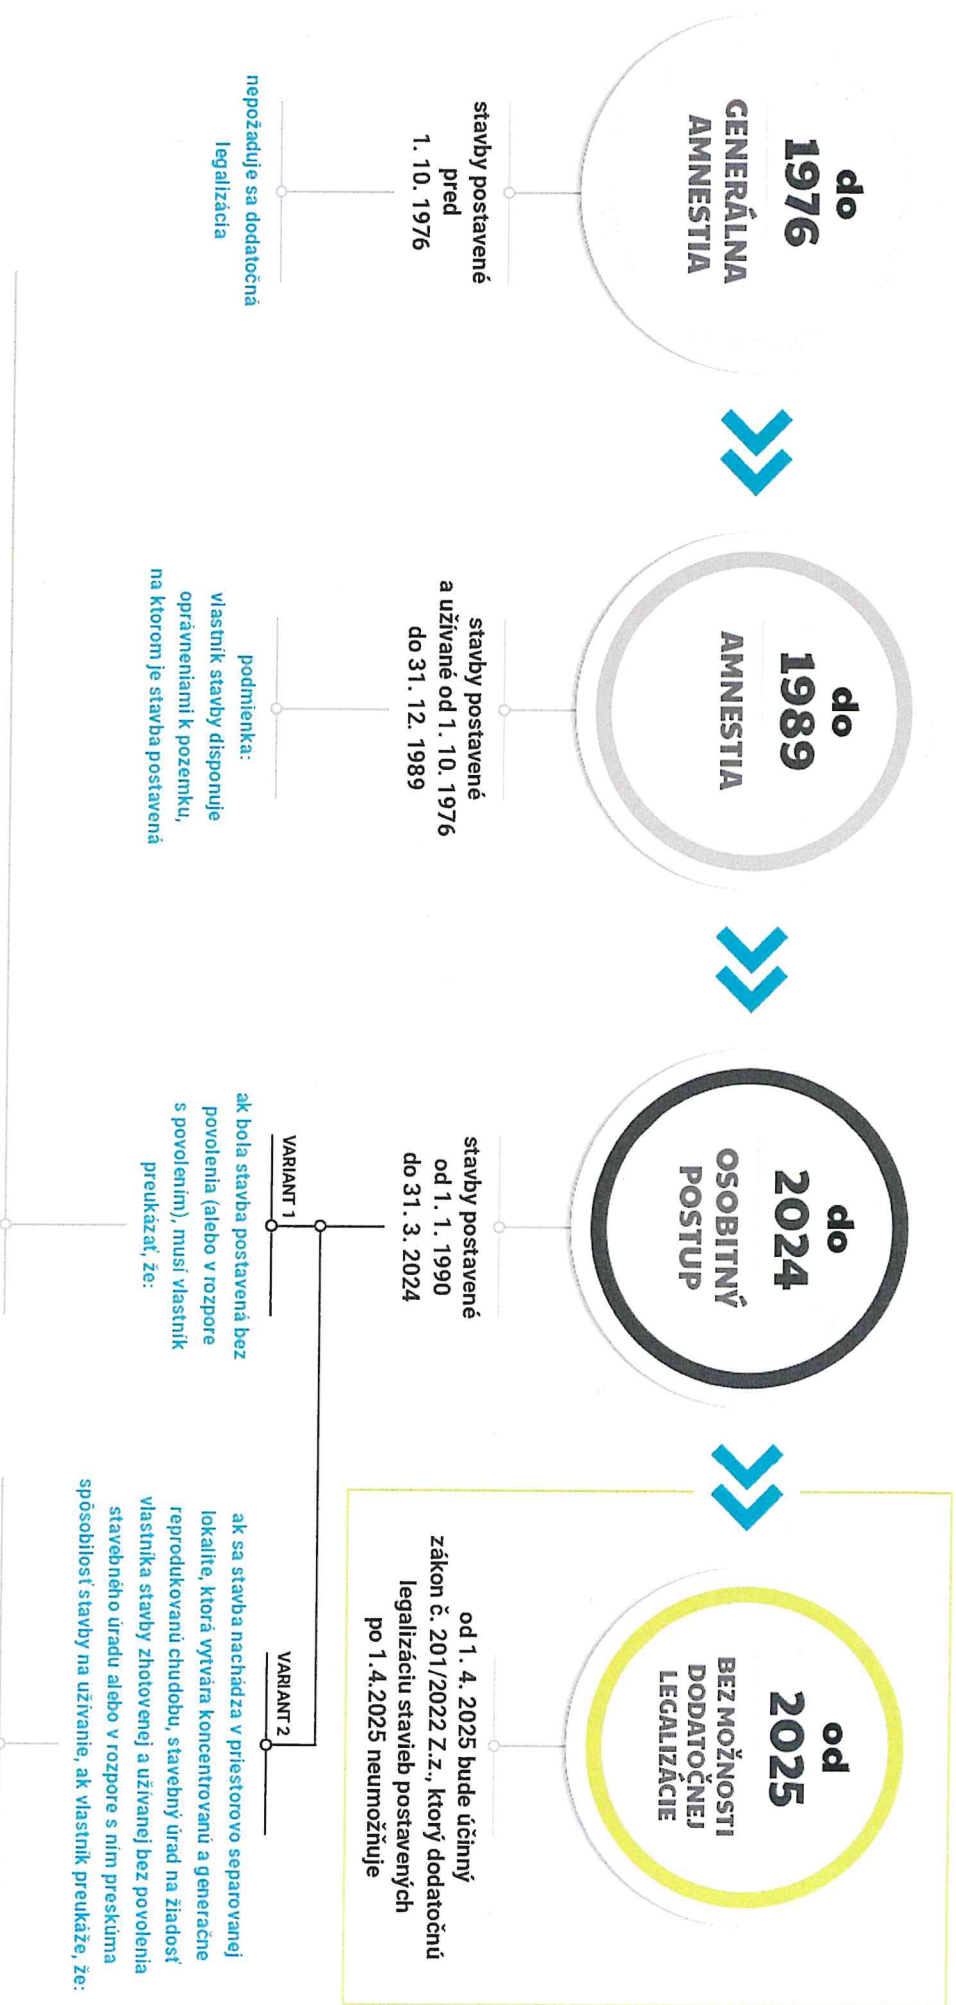 do
1976
GENERÁLNA
AMNESTIA
stavby postavené
pred
1. 10. 1976
nepožaduje sa dodatočná
legalizácia
do
1989
AMNESTIA
stavby postavené
a užívané od 1. 10. 1976
do 31. 12. 1989
podmienka:
vlastník stavby disponuje
oprávneniami k pozemku,
na ktorom je stavba postavená
do
2024
OSOBITNÝ
POSTUP
stavby postavené
od 1. 1. 1990
do 31. 3. 2024
VARIANT 1
ak bola stavba postavená bez
povolenia (alebo v rozpore
s povolením), musí vlastník
preukázať, že:
od
2025
BEZ MOŽNOSTI
DODATOČNEJ
LEGALIZÁCIE
od 1. 4. 2025 bude účinný
zákon č. 201/2022 Z.z., ktorý dodatočnú
legalizáciu stavieb postavených
po 1.4.2025 neumožňuje
VARIANT 2
ak sa stavba nachádza v priestorovo separovanej
lokalite, ktorá vytvára koncentrovanú a generačne
reprodukovanú chudobu, stavebný úrad na žiadosť
vlastníka stavby zhotovenej a užívanej bez povolenia
stavebného úradu alebo v rozpore s ním preskúma
spôsobilosť stavby na užívanie, ak vlastník preukáže, že: